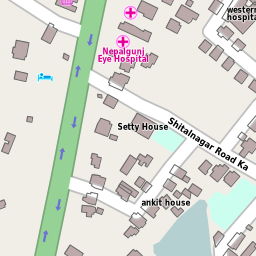 western
hospital
Nepalgunj
Eye Hospital
Setty House
Shitalnagar Road Ka
ankit house